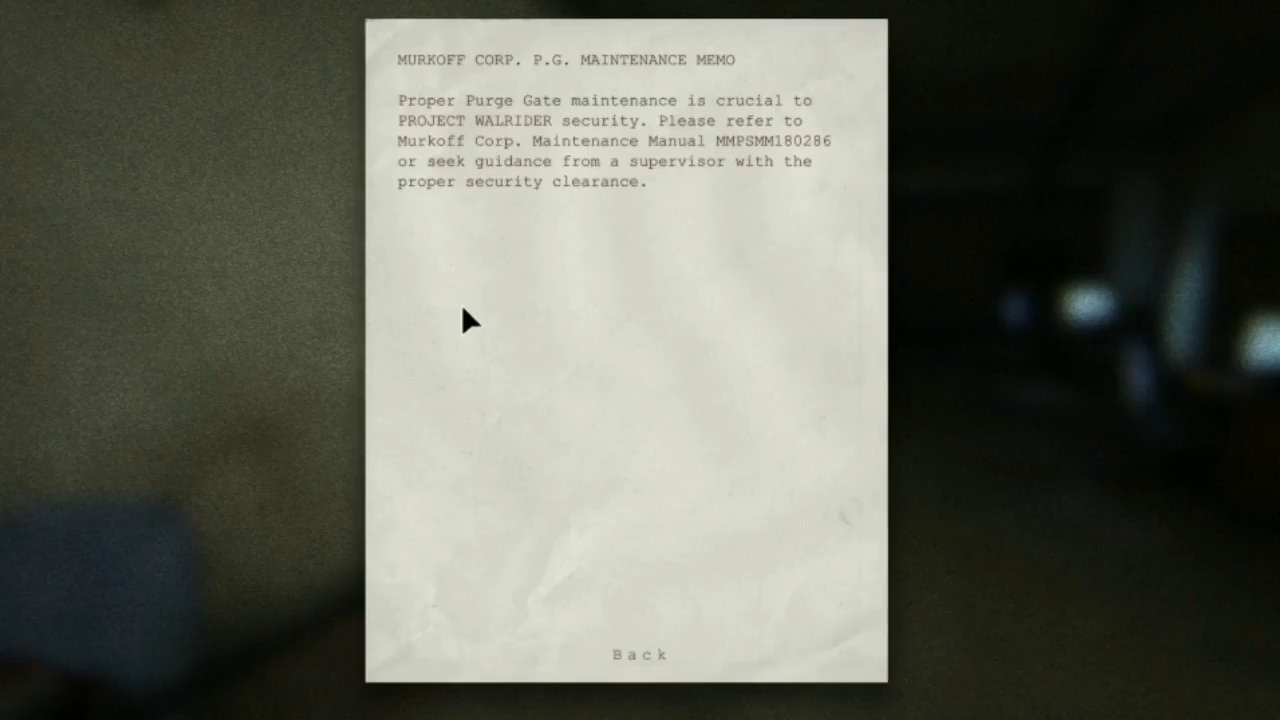 MURKOFF CORP. P.G. MAINTENANCE MEMO
Proper Purge Gate maintenance is crucial to
PROJECT WALRIDER security. Please refer to
Murkoff Corp. Maintenance Manual MMPSMM180286
or seek guidance from a supervisor with the
proper security clearance.
Back